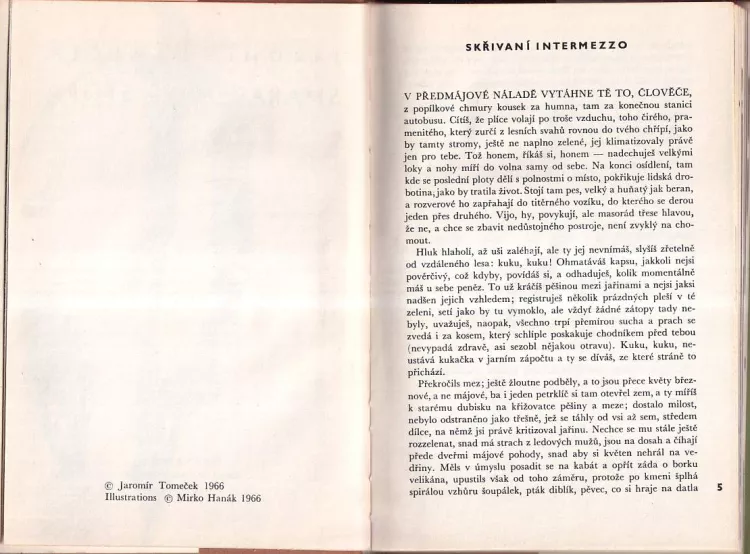 © Jaromír Tomeček 1966
Illustrations © Mirko Hanák 1966
SKŘIVANÍ INTERMEZZO
V PŘEDMÁJOVÉ NÁLADĚ VYTÁHNE TĚ TO, ČLOVĚČE,
z popílkové chmury kousek za humna, tam za konečnou stanici
autobusu. Cítíš, že plíce volají po troše vzduchu, toho čirého, pra-
menitého, který zurčí z lesních svahů rovnou do tvého chřípí, jako
by tamty stromy, ještě ne naplno zelené, jej klimatizovaly právě
jen pro tebe. Tož honem, říkáš si, honem — nadechuješ velkými
loky a nohy míří do volna samy od sebe. Na konci osídlení, tam
kde se poslední ploty dělí s polnostmi o místo, pokřikuje lidská dro-
botina, jako by tratila život. Stojí tam pes, velký a huňatý jak beran,
a rozverové ho zapřahají do titěrného vozíku, do kterého se derou
jeden přes druhého. Vijo, hy, povykují, ale masorád třese hlavou,
že ne, a chce se zbavit nedůstojného postroje, není zvyklý na cho-
mout.
Hluk hlaholí, až uši zaléhají, ale ty jej nevnímáš, slyšíš zřetelně
od vzdáleného lesa: kuku, kuku! Ohmatáváš kapsu, jakkoli nejsi
pověrčivý, což kdyby, povídáš si, a odhaduješ, kolik momentálně
máš u sebe peněz. To už kráčíš pěšinou mezi jařinami a nejsi jaksi
nadšen jejich vzhledem; registruješ několik prázdných pleší v té
zeleni, setí jako by tu vymoklo, ale vždyť žádné zátopy tady ne-
byly, uvažuješ, naopak, všechno trpí přemírou sucha a prach se
zvedá i za kosem, který schlíple poskakuje chodníkem před tebou
(nevypadá zdravě, asi sezobl nějakou otravu). Kuku, kuku, ne-
ustává kukačka v jarním zápočtu a ty se díváš, ze které stráně to
přichází.
Překročils mez; ještě žloutne podběly, a to jsou přece květy břez-
nové, a ne májové, ba i jeden petrklíč si tam otevřel zem, a ty míříš
k starému dubisku na křižovatce pěšiny a meze; dostalo milost,
nebylo odstraněno jako třešně, jež se táhly od vsi až sem, středem
dílce, na němž jsi právě kritizoval jařinu. Nechce se mu stále ještě
rozzelenat, snad má strach z ledových mužů, jsou na dosah a číhají
přede dveřmi májové pohody, snad aby si květen nehrál na ve-
dřiny. Měls v úmyslu posadit se na kabát a opřít záda o borku
velikána, upustils však od toho záměru, protože po kmeni šplhá
spirálou vzhůru šoupálek, pták diblík, pěvec, co si hraje na datla
5